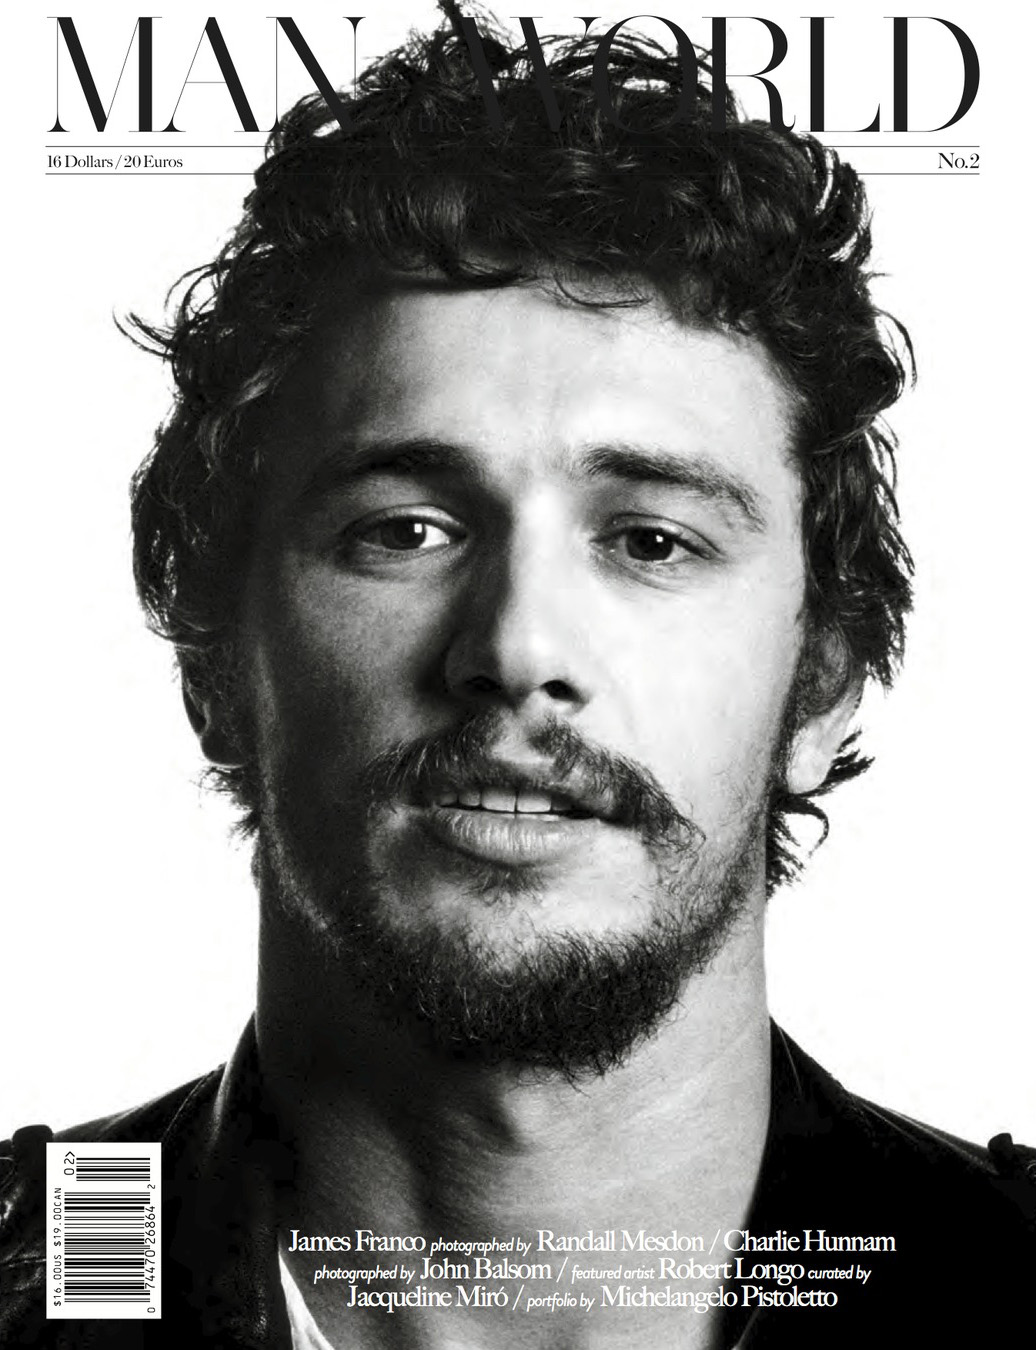 MAN of the WORLD
16 Dollars / 20 Euros
No.2
02>
$16.00US $19.00CAN
0 74470 26864 2
James Franco photographed by Randall Mesdon / Charlie Hunnam
photographed by John Balsom / featured artist Robert Longo curated by
Jacqueline Miró / portfolio by Michelangelo Pistoletto